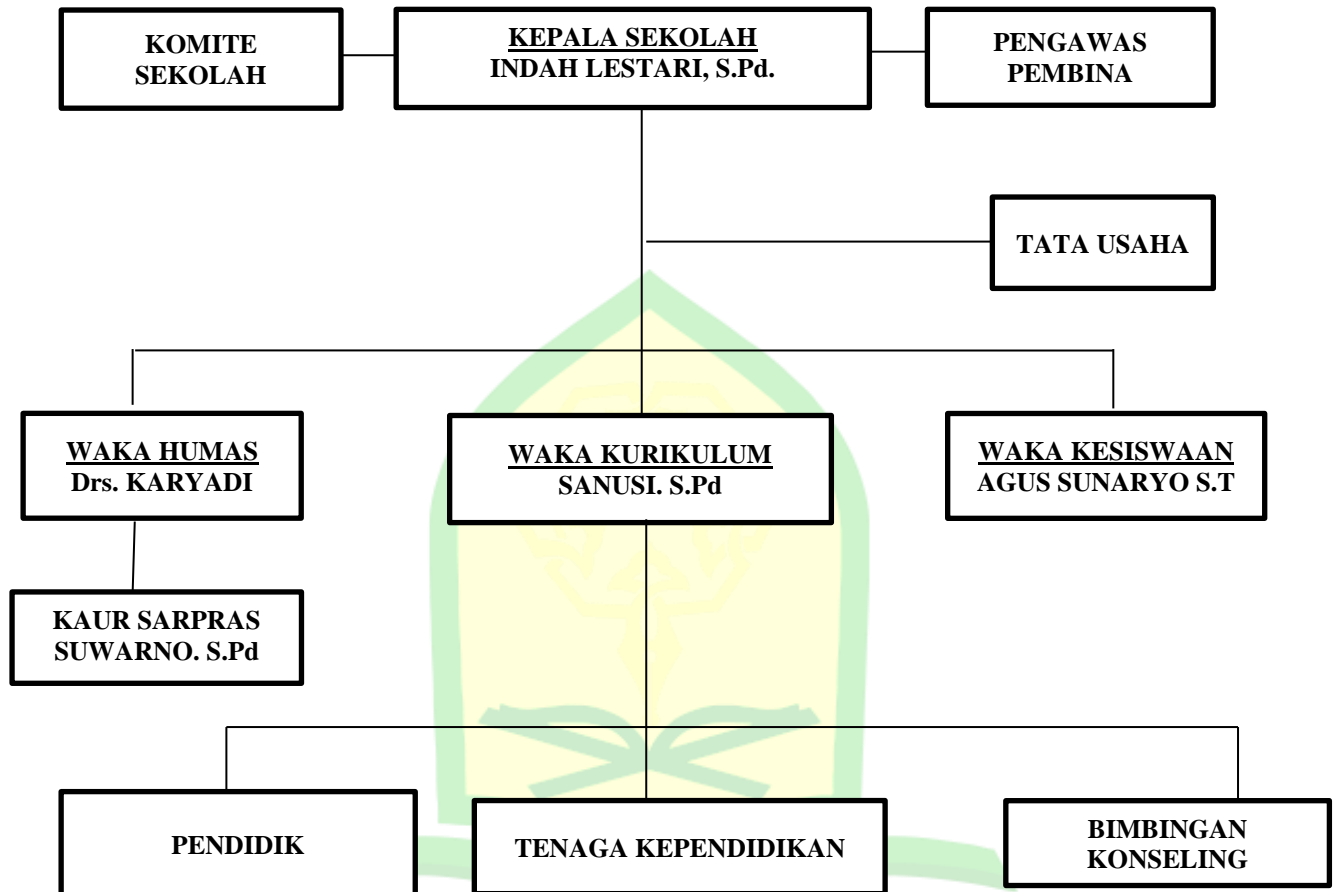 KOMITE
SEKOLAH
KEPALA SEKOLAH
INDAH LESTARI, S.Pd.
PENGAWAS
PEMBINA
TATA USAHA
WAKA HUMAS
Drs. KARYADI
WAKA KURIKULUM
SANUSI. S.Pd
WAKA KESISWAAN
AGUS SUNARYO S.T
KAUR SARPRAS
SUWARNO. S.Pd
PENDIDIK
TENAGA KEPENDIDIKAN
BIMBINGAN
KONSELING